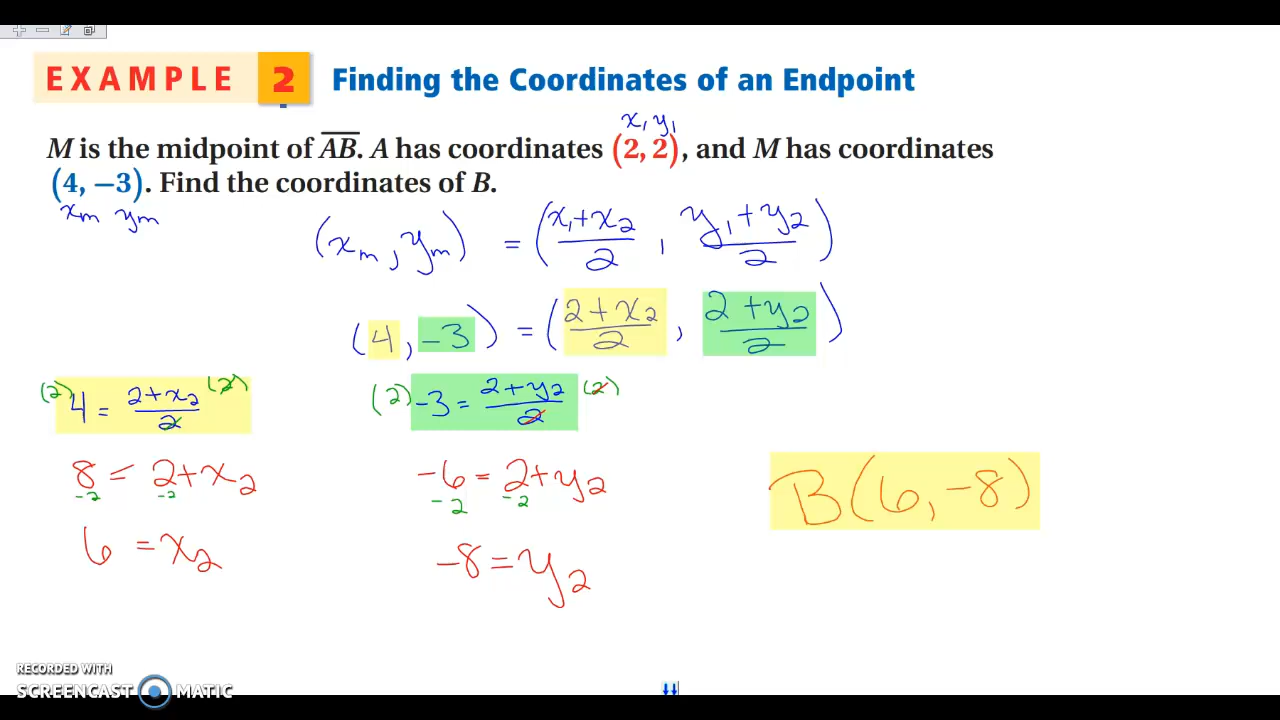 EXAMPLE 2 Finding the Coordinates of an Endpoint
x₁ y₁
M is the midpoint of A̅B̅. A has coordinates (2, 2), and M has coordinates
(4, −3). Find the coordinates of B.
xₘ yₘ
(xₘ, yₘ) = ((x₁+x₂)/2, (y₁+y₂)/2)
(4, -3) = ((2+x₂)/2, (2+y₂)/2)
(2) 4 = (2+x₂)/2 (2)
(2) -3 = (2+y₂)/2 (2)
8 = 2+x₂
-2 -2
6 = x₂
-6 = 2+y₂
-2 -2
-8 = y₂
B(6, -8)
RECORDED WITH
SCREENCAST MATIC